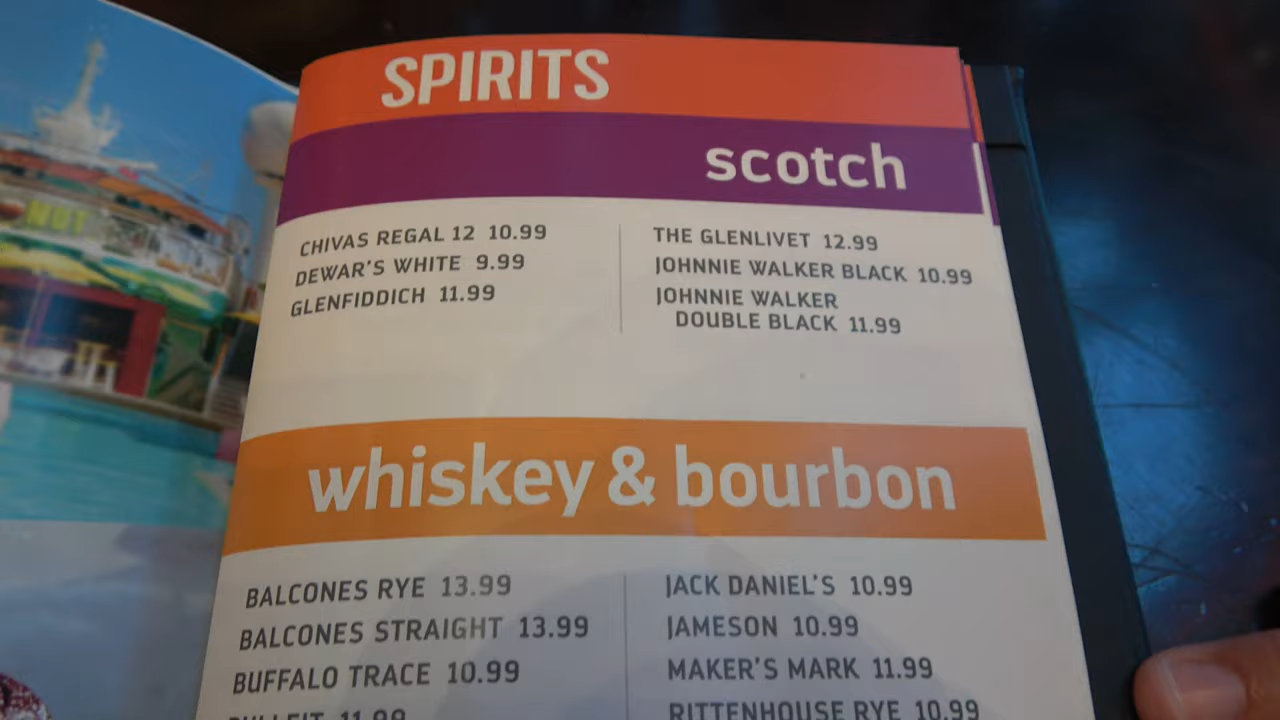 SPIRITS
scotch
CHIVAS REGAL 12 10.99
DEWAR'S WHITE 9.99
GLENFIDDICH 11.99
THE GLENLIVET 12.99
JOHNNIE WALKER BLACK 10.99
JOHNNIE WALKER
DOUBLE BLACK 11.99
whiskey & bourbon
BALCONES RYE 13.99
BALCONES STRAIGHT 13.99
BUFFALO TRACE 10.99
BULLEIT 11.99
JACK DANIEL'S 10.99
JAMESON 10.99
MAKER'S MARK 11.99
RITTENHOUSE RYE 10.99